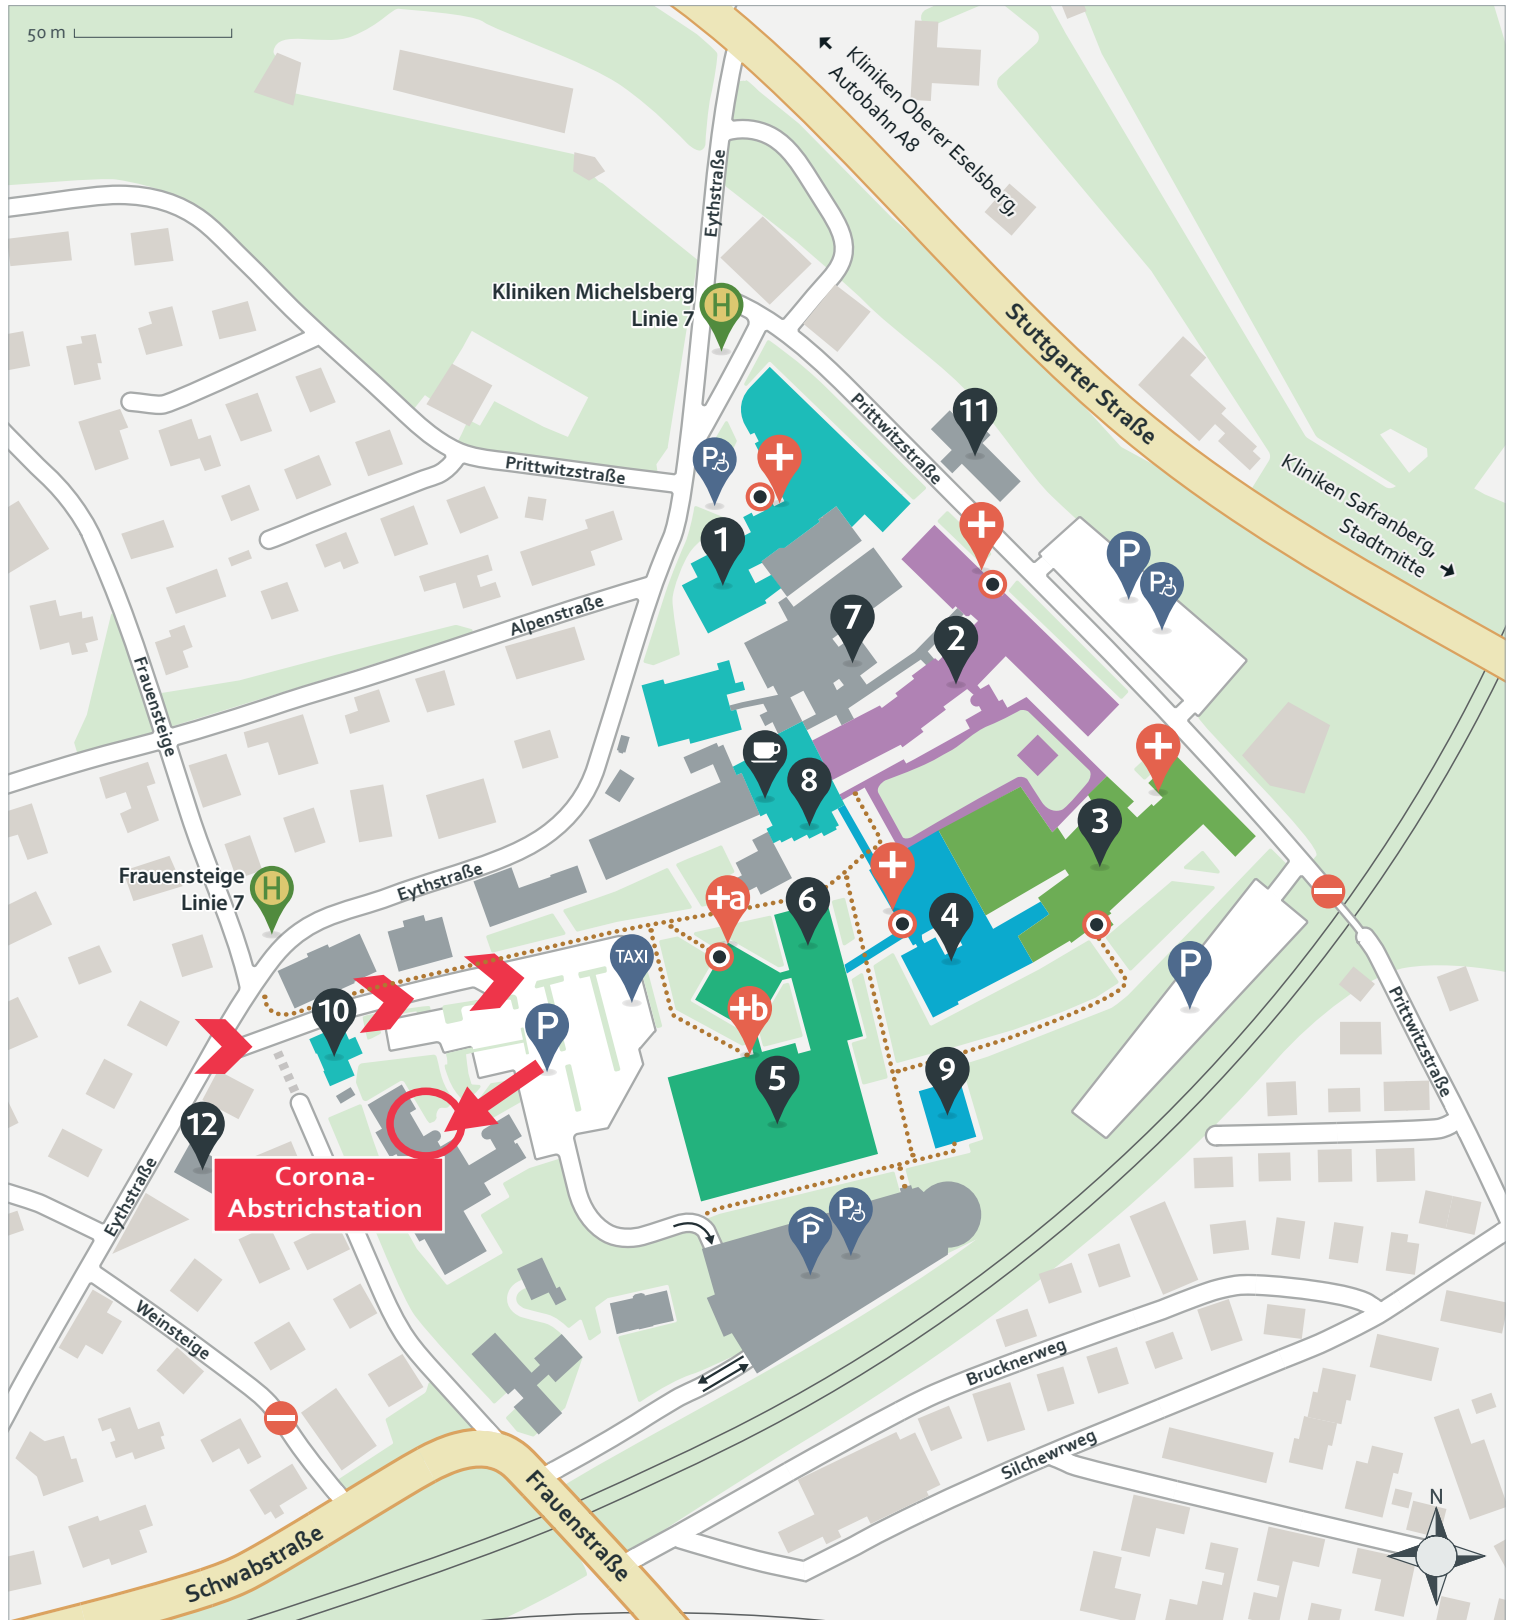 50 m
Kliniken Oberer Eselsberg,
Autobahn A8
Eythstraße
Kliniken Michelsberg
Linie 7
H
Stuttgarter Straße
Prittwitzstraße
11
P
Prittwitzstraße
Kliniken Safranberg,
Stadtmitte
1
P
P
7
2
Alpenstraße
Frauensteige
8
3
Frauensteige
Linie 7
H
Eythstraße
+a
6
4
TAXI
P
10
P
+b
5
9
Prittwitzstraße
12
Corona-
Abstrichstation
Eythstraße
P
P
Weinsteige
Brucknerweg
Silchewrweg
Frauenstraße
Schwabstraße
N